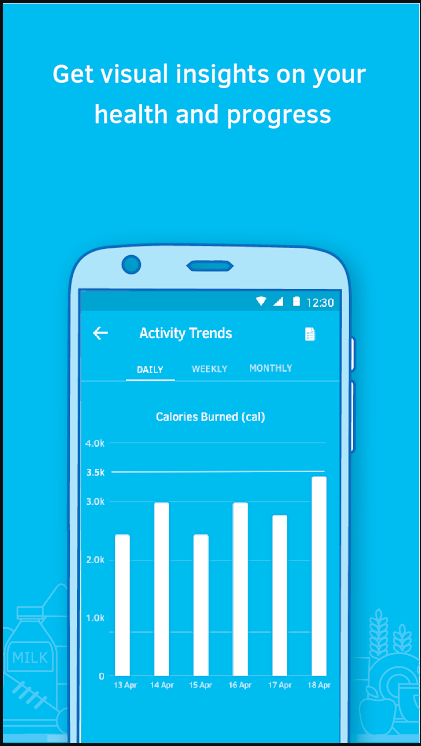 Get visual insights on your
health and progress
12:30
Activity Trends
DAILY WEEKLY MONTHLY
Calories Burned (cal)
4.0k
3.5k
3.0k
2.0k
1.0k
0
13 Apr 14 Apr 15 Apr 16 Apr 17 Apr 18 Apr
MILK